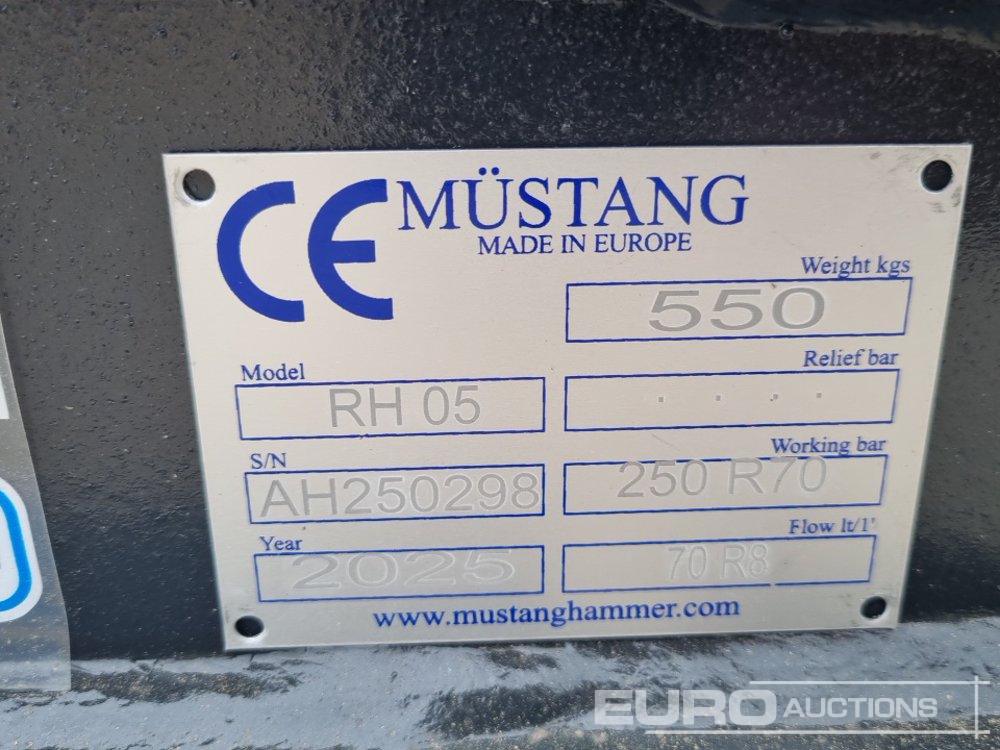 CE MÜSTANG
MADE IN EUROPE
Weight kgs
550
Model
RH 05
Relief bar
. . . .
S/N
AH250298
Working bar
250 R70
Year
2025
Flow lt/1'
70 R8
www.mustanghammer.com
EURO AUCTIONS